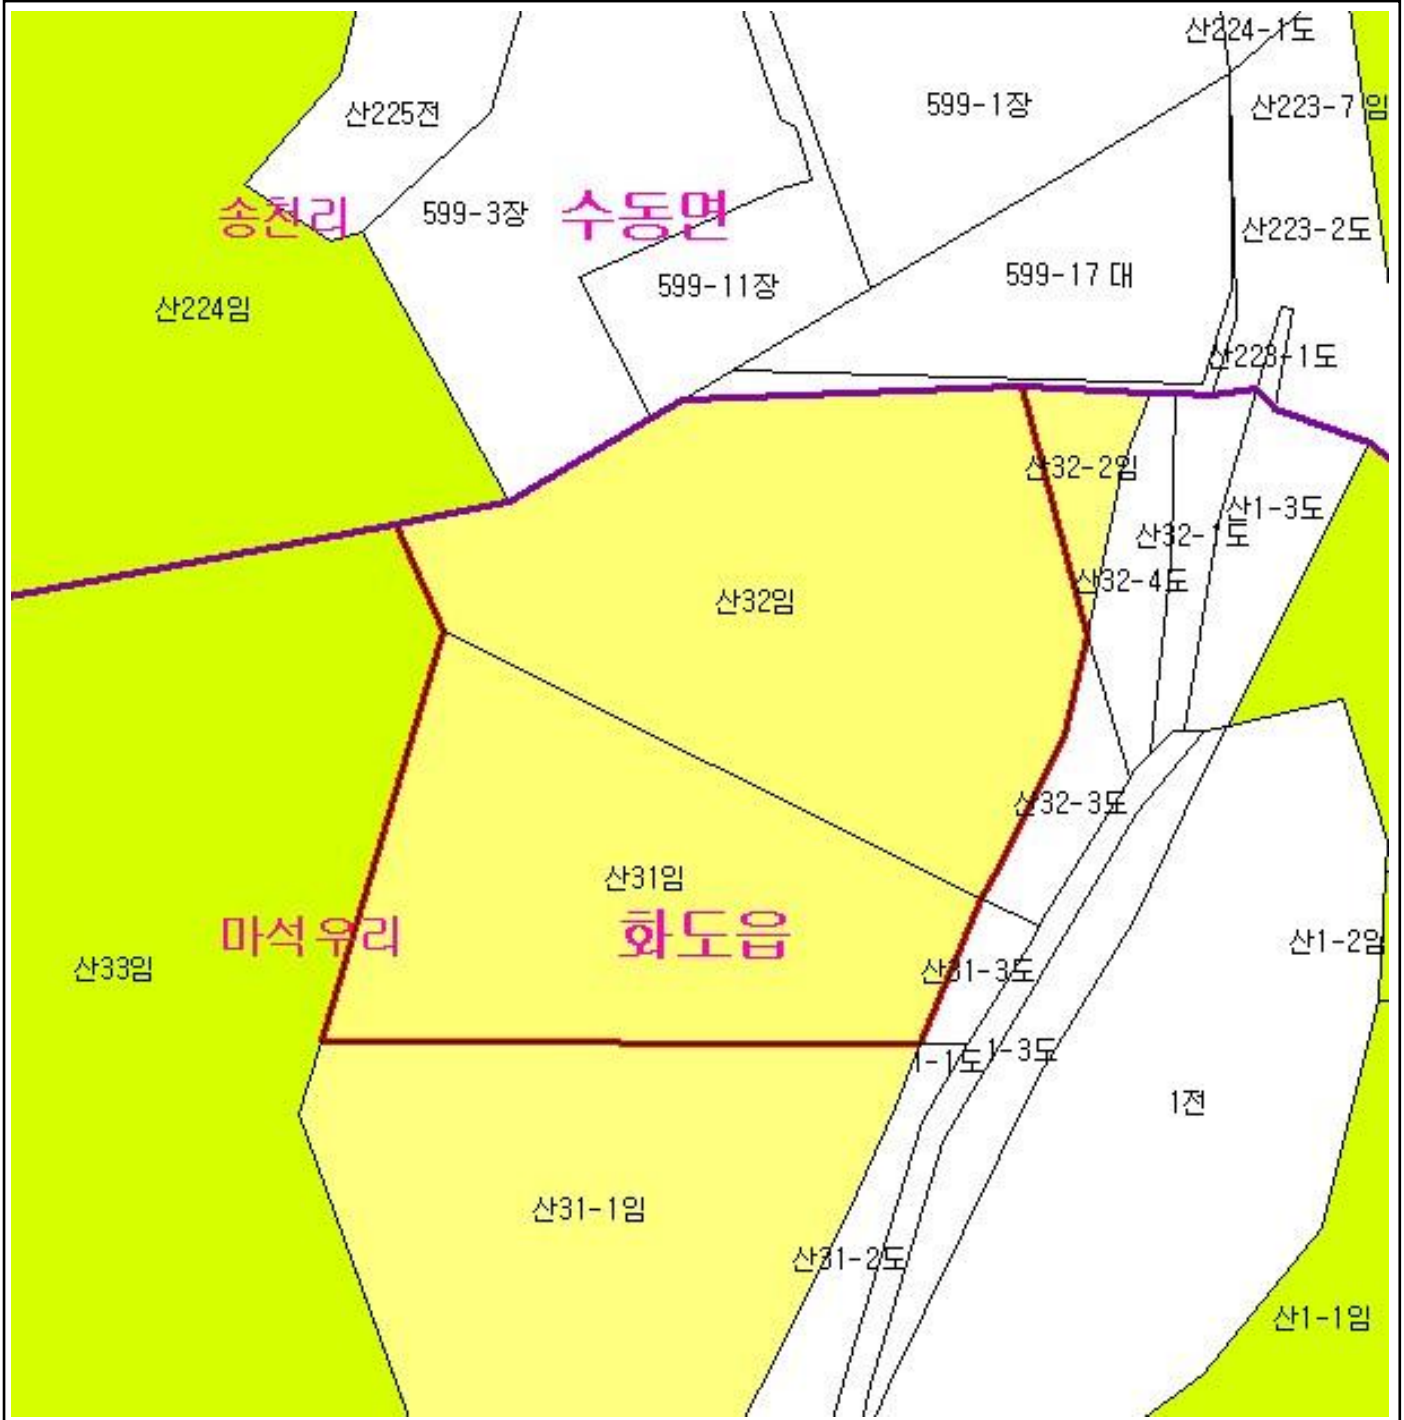 산224-1도
599-1장
산223-7 임
산225전
송천리
599-3장
수동면
산223-2도
599-11장
599-17 대
산224임
산223-1도
산32-2임
산1-3도
산32-1도
산32-4도
산32임
산32-3도
산31임
마석우리
화도읍
산1-2임
산33임
산31-3도
1-1도
1-3도
1전
산31-1임
산31-2도
산1-1임